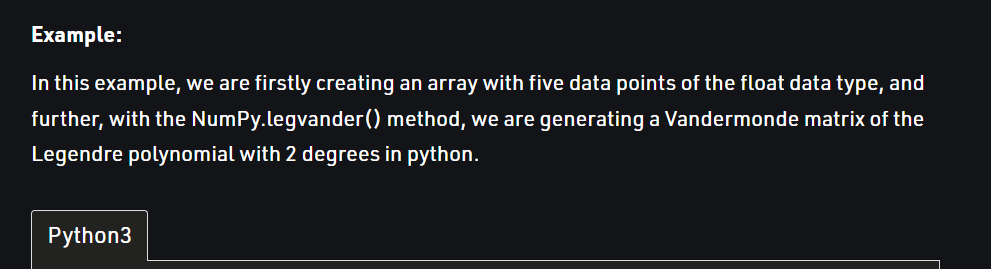 Example:
In this example, we are firstly creating an array with five data points of the float data type, and
further, with the NumPy.legvander() method, we are generating a Vandermonde matrix of the
Legendre polynomial with 2 degrees in python.
Python3